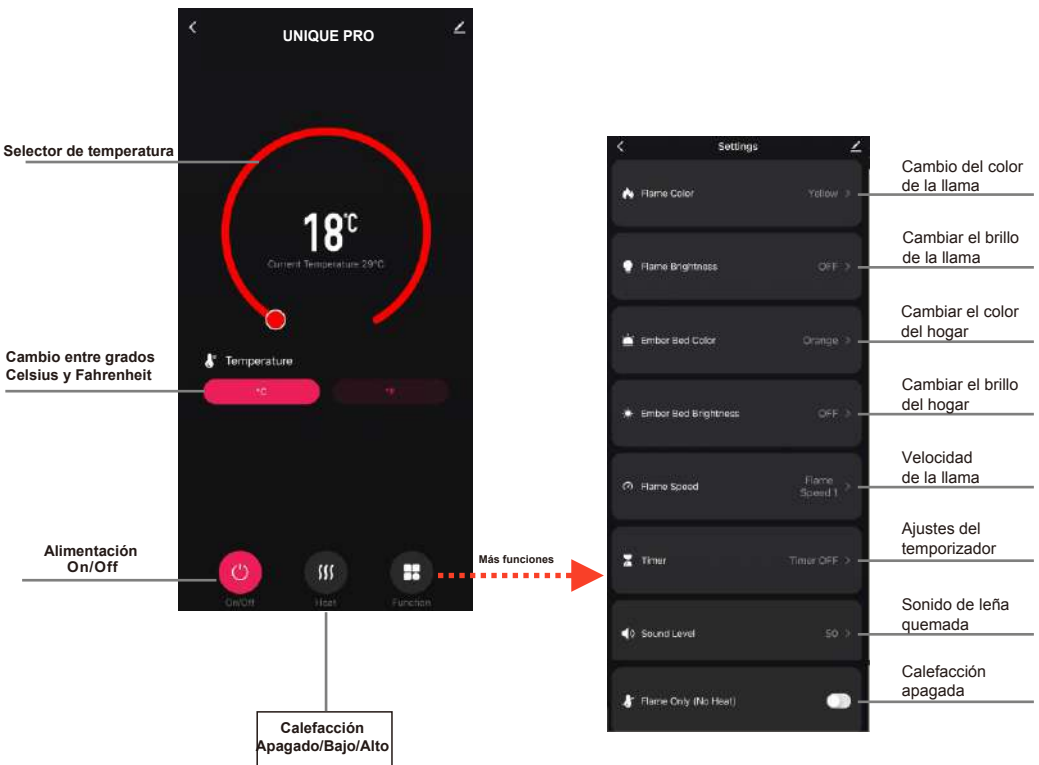 UNIQUE PRO
Selector de temperatura
18°C
Current Temperature 29°C
Cambio entre grados
Celsius y Fahrenheit
Temperature
°C
°F
Alimentación
On/Off
On/Off
Heat
Function
Más funciones
Calefacción
Apagado/Bajo/Alto
Settings
Flame Color
Yellow
Cambio del color
de la llama
Flame Brightness
OFF
Cambiar el brillo
de la llama
Ember Bed Color
Orange
Cambiar el color
del hogar
Ember Bed Brightness
OFF
Cambiar el brillo
del hogar
Flame Speed
Flame
Speed 1
Velocidad
de la llama
Timer
Timer OFF
Ajustes del
temporizador
Sound Level
50
Sonido de leña
quemada
Flame Only (No Heat)
Calefacción
apagada